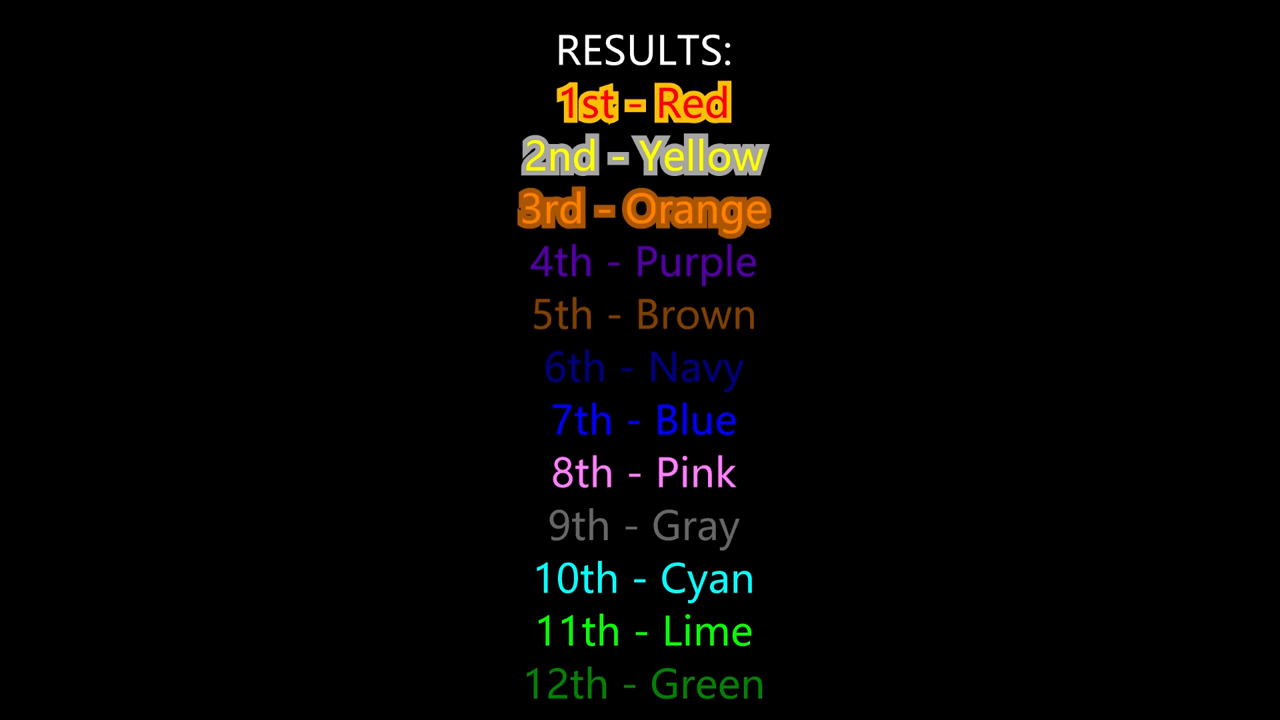 RESULTS:
1st - Red
2nd - Yellow
3rd - Orange
4th - Purple
5th - Brown
6th - Navy
7th - Blue
8th - Pink
9th - Gray
10th - Cyan
11th - Lime
12th - Green